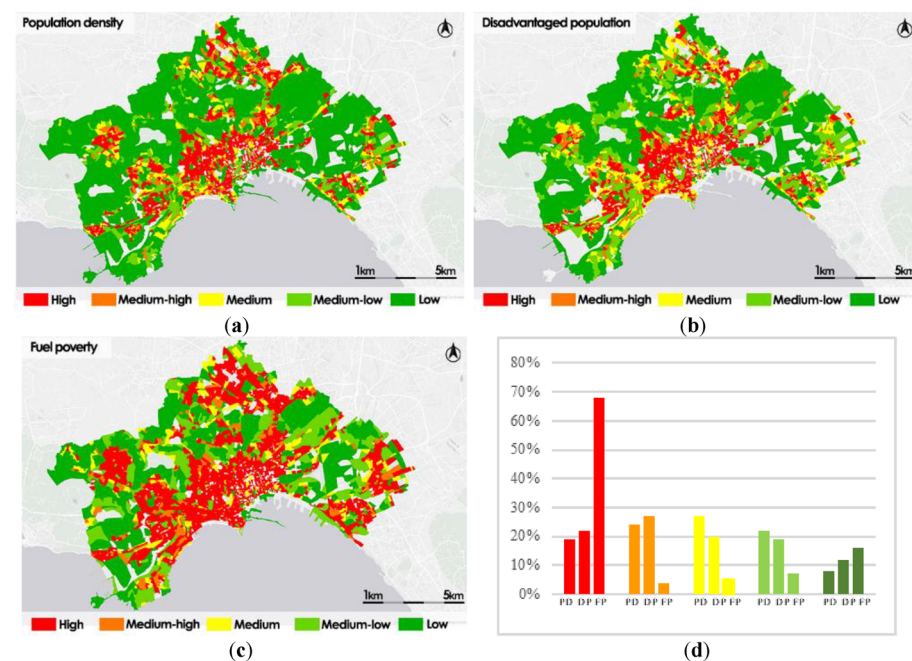 Population density
1km 5km
High Medium-high Medium Medium-low Low
(a)
Disadvantaged population
1km 5km
High Medium-high Medium Medium-low Low
(b)
Fuel poverty
1km 5km
High Medium-high Medium Medium-low Low
(c)
80%
70%
60%
50%
40%
30%
20%
10%
0%
PD DP FP PD DP FP PD DP FP PD DP FP PD DP FP
(d)